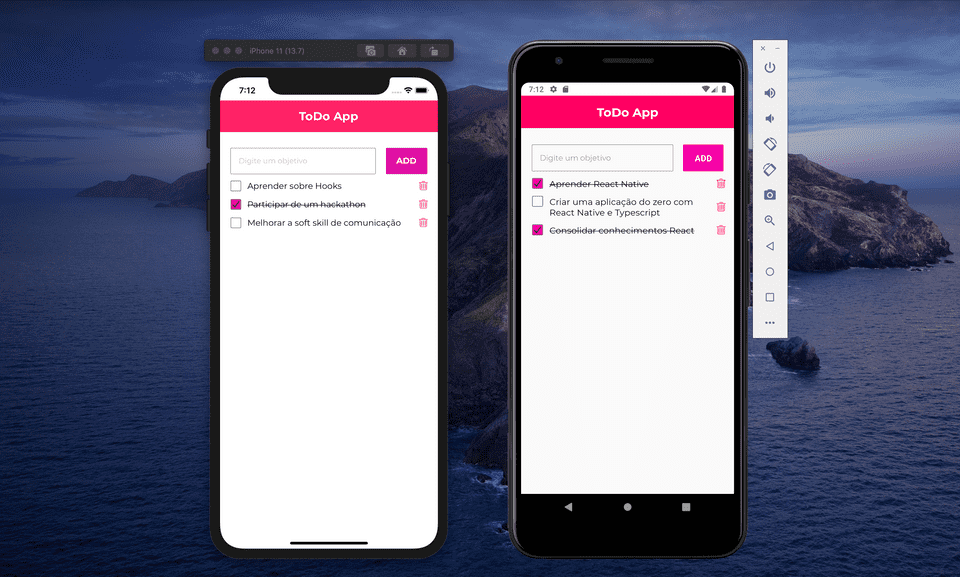 iPhone 11 (13.7)
7:12
ToDo App
Digite um objetivo
ADD
Aprender sobre Hooks
Participar de um hackathon
Melhorar a soft skill de comunicação
7:12
ToDo App
Digite um objetivo
ADD
Aprender React Native
Criar uma aplicação do zero com
React Native e Typescript
Consolidar conhecimentos React